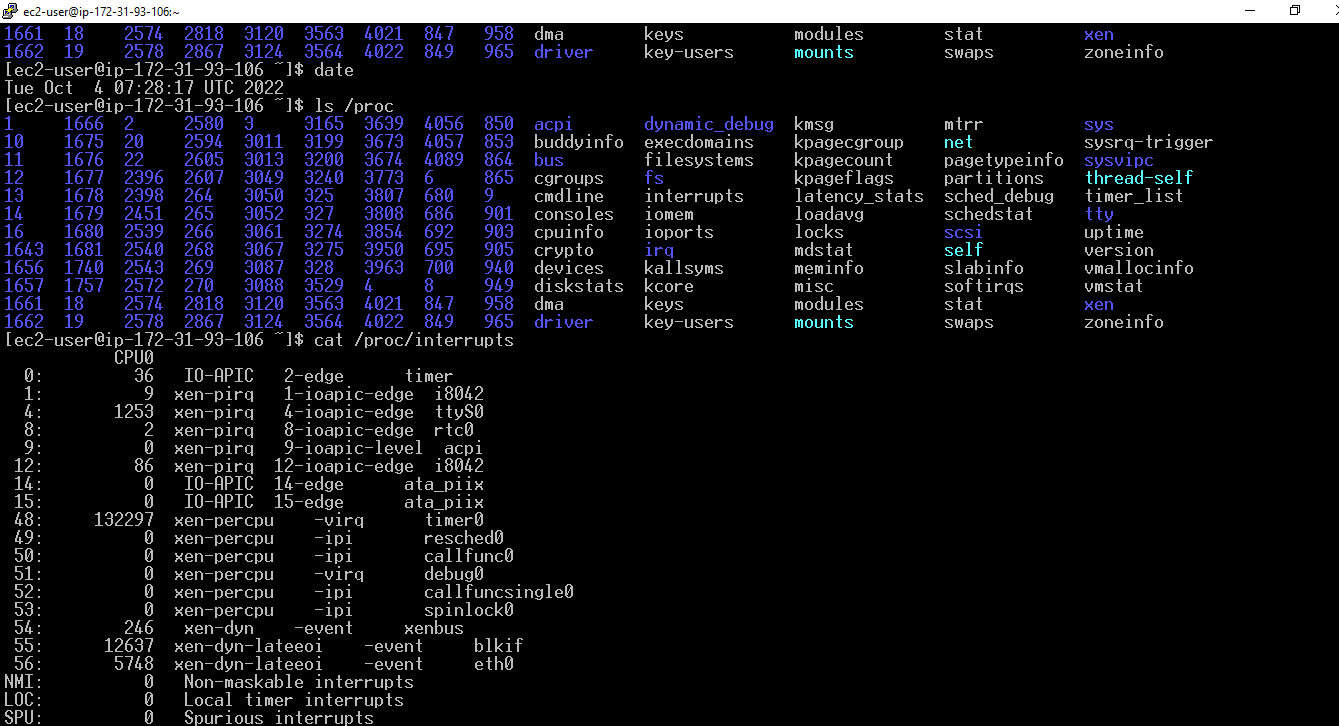 ec2-user@ip-172-31-93-106:~
1661 18 2574 2818 3120 3563 4021 847 958 dma keys modules stat xen
1662 19 2578 2867 3124 3564 4022 849 965 driver key-users mounts swaps zoneinfo
[ec2-user@ip-172-31-93-106 ~]$ date
Tue Oct  4 07:28:17 UTC 2022
[ec2-user@ip-172-31-93-106 ~]$ ls /proc
1 1666 2 2580 3 3165 3639 4056 850 acpi dynamic_debug kmsg mtrr sys
10 1675 20 2594 3011 3199 3673 4057 853 buddyinfo execdomains kpagecgroup net sysrq-trigger
11 1676 22 2605 3013 3200 3674 4089 864 bus filesystems kpagecount pagetypeinfo sysvipc
12 1677 2396 2607 3049 3240 3773 6 865 cgroups fs kpageflags partitions thread-self
13 1678 2398 264 3050 325 3807 680 9 cmdline interrupts latency_stats sched_debug timer_list
14 1679 2451 265 3052 327 3808 686 901 consoles iomem loadavg schedstat tty
16 1680 2539 266 3061 3274 3854 692 903 cpuinfo ioports locks scsi uptime
1643 1681 2540 268 3067 3275 3950 695 905 crypto irq mdstat self version
1656 1740 2543 269 3087 328 3963 700 940 devices kallsyms meminfo slabinfo vmallocinfo
1657 1757 2572 270 3088 3529 4 8 949 diskstats kcore misc softirqs vmstat
1661 18 2574 2818 3120 3563 4021 847 958 dma keys modules stat xen
1662 19 2578 2867 3124 3564 4022 849 965 driver key-users mounts swaps zoneinfo
[ec2-user@ip-172-31-93-106 ~]$ cat /proc/interrupts
CPU0
0: 36 IO-APIC 2-edge timer
1: 9 xen-pirq 1-ioapic-edge i8042
4: 1253 xen-pirq 4-ioapic-edge ttyS0
8: 2 xen-pirq 8-ioapic-edge rtc0
9: 0 xen-pirq 9-ioapic-level acpi
12: 86 xen-pirq 12-ioapic-edge i8042
14: 0 IO-APIC 14-edge ata_piix
15: 0 IO-APIC 15-edge ata_piix
48: 132297 xen-percpu -virq timer0
49: 0 xen-percpu -ipi resched0
50: 0 xen-percpu -ipi callfunc0
51: 0 xen-percpu -virq debug0
52: 0 xen-percpu -ipi callfuncsingle0
53: 0 xen-percpu -ipi spinlock0
54: 246 xen-dyn -event xenbus
55: 12637 xen-dyn-lateeoi -event blkif
56: 5748 xen-dyn-lateeoi -event eth0
NMI: 0 Non-maskable interrupts
LOC: 0 Local timer interrupts
SPU: 0 Spurious interrupts